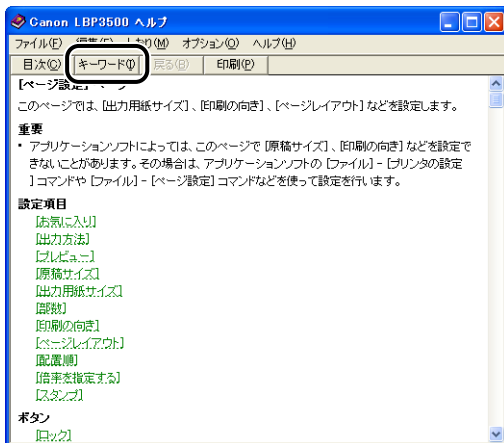 Canon LBP3500 ヘルプ
ファイル(F) 編集(E) しおり(M) オプション(O) ヘルプ(H)
目次(C) キーワード(I) 戻る(B) 印刷(P)
[ページ設定] ページ
このページでは、[出力用紙サイズ]、[印刷の向き]、[ページレイアウト] などを設定します。
重要
• アプリケーションソフトによっては、このページで [原稿サイズ]、[印刷の向き] などを設定で
きないことがあります。その場合は、アプリケーションソフトの [ファイル] - [プリンタの設定
] コマンドや [ファイル] - [ページ設定] コマンドなどを使って設定を行います。
設定項目
[お気に入り]
[出力方法]
[プレビュー]
[原稿サイズ]
[出力用紙サイズ]
[部数]
[印刷の向き]
[ページレイアウト]
[配置順]
[倍率を指定する]
[スタンプ]
ボタン
[ロック]